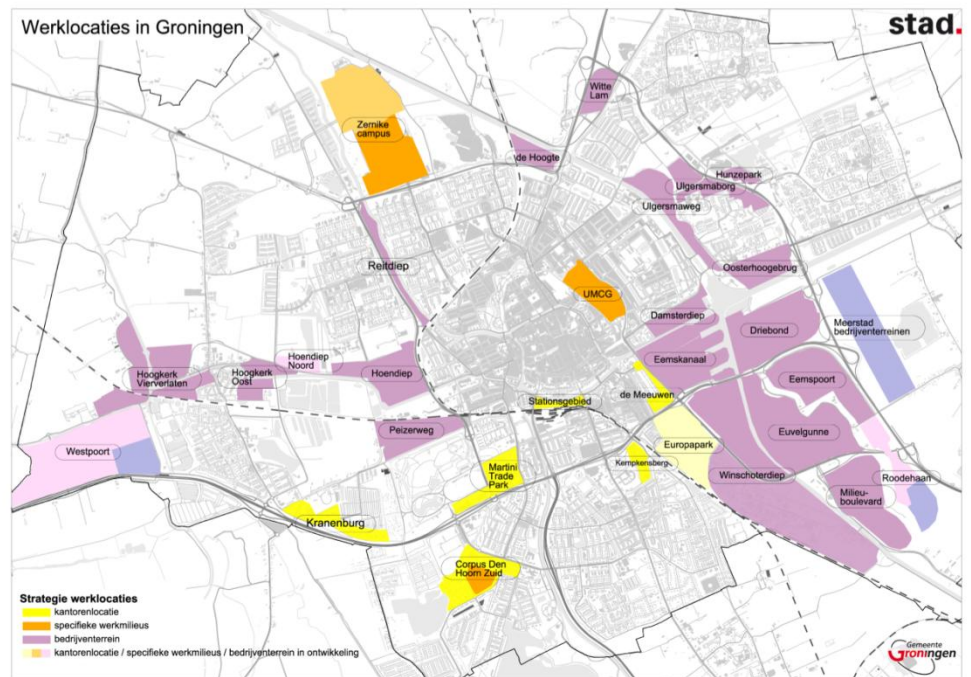 Werklocaties in Groningen
stad.
Witte
Lam
Zernike
campus
de Hoogte
Hunzepark
Ulgersmaborg
Ulgersmaweg
Reitdiep
Oosterhoogebrug
UMCG
Damsterdiep
Driebond
Meerstad
bedrijventerreinen
Hoendiep
Noord
Eemskanaal
Hoogkerk
Vierverlaten
Hoogkerk
Oost
Hoendiep
Eemspoort
Stationsgebied
de Meeuwen
Peizerweg
Euvelgunne
Europapark
Westpoort
Kempkensberg
Martini
Trade
Park
Winschoterdiep
Roodehaan
Milieu-
boulevard
Kranenburg
Corpus Den
Hoorn Zuid
Strategie werklocaties
kantorenlocatie
specifieke werkmilieus
bedrijventerrein
kantorenlocatie / specifieke werkmilieus / bedrijventerrein in ontwikkeling
Gemeente
Groningen